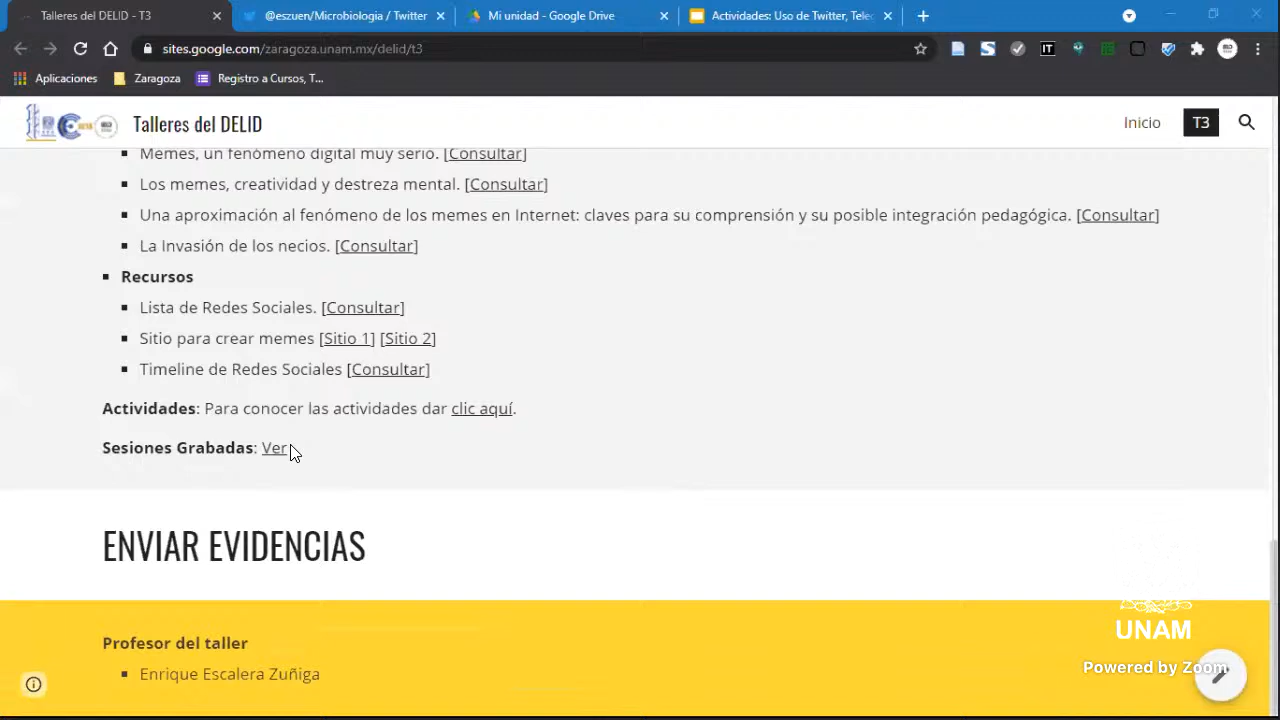 Talleres del DELID - T3
@eszuen/Microbiologia / Twitter
Mi unidad - Google Drive
Actividades: Uso de Twitter, Telec
sites.google.com/zaragoza.unam.mx/delid/t3
IT
Aplicaciones
Zaragoza
Registro a Cursos, T...
Talleres del DELID
Inicio
T3
Memes, un fenómeno digital muy serio. [Consultar]
Los memes, creatividad y destreza mental. [Consultar]
Una aproximación al fenómeno de los memes en Internet: claves para su comprensión y su posible integración pedagógica. [Consultar]
La Invasión de los necios. [Consultar]
Recursos
Lista de Redes Sociales. [Consultar]
Sitio para crear memes [Sitio 1] [Sitio 2]
Timeline de Redes Sociales [Consultar]
Actividades: Para conocer las actividades dar clic aquí.
Sesiones Grabadas: Ver
ENVIAR EVIDENCIAS
Profesor del taller
Enrique Escalera Zuñiga
UNAM
Powered by Zoom